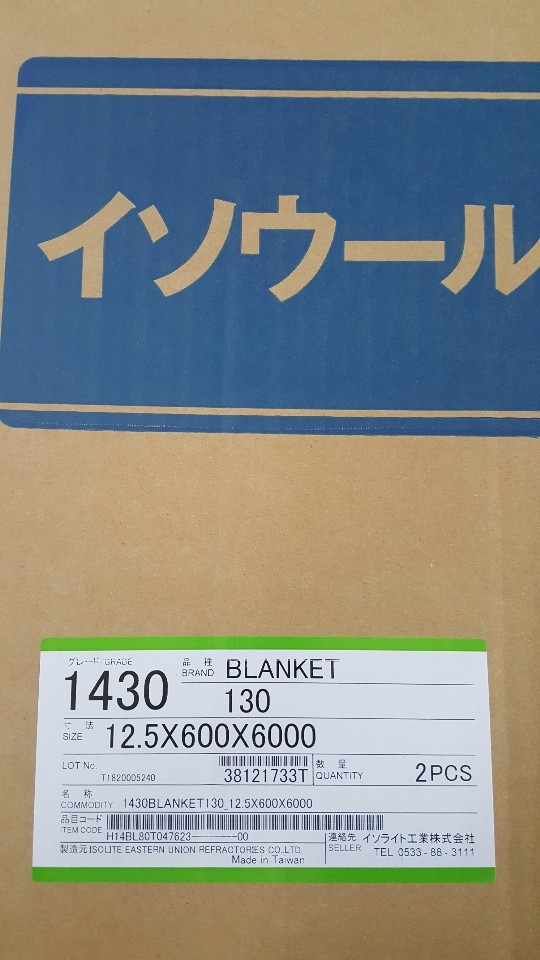 イソウール
グレード GRADE
1430
品種 BLANKET
BRAND
130
寸法
SIZE 12.5X600X6000
LOT No. T1820005240 38121733T
数量
QUANTITY 2PCS
名称
COMMODITY 1430BLANKET130_12.5X600X6000
品目コード
ITEM CODE H14BL80T047623--------00
製造元 ISOLITE EASTERN UNION REFRACTORIES CO.,LTD.
Made in Taiwan
連絡先 イソライト工業株式会社
SELLER TEL 0533-88-3111